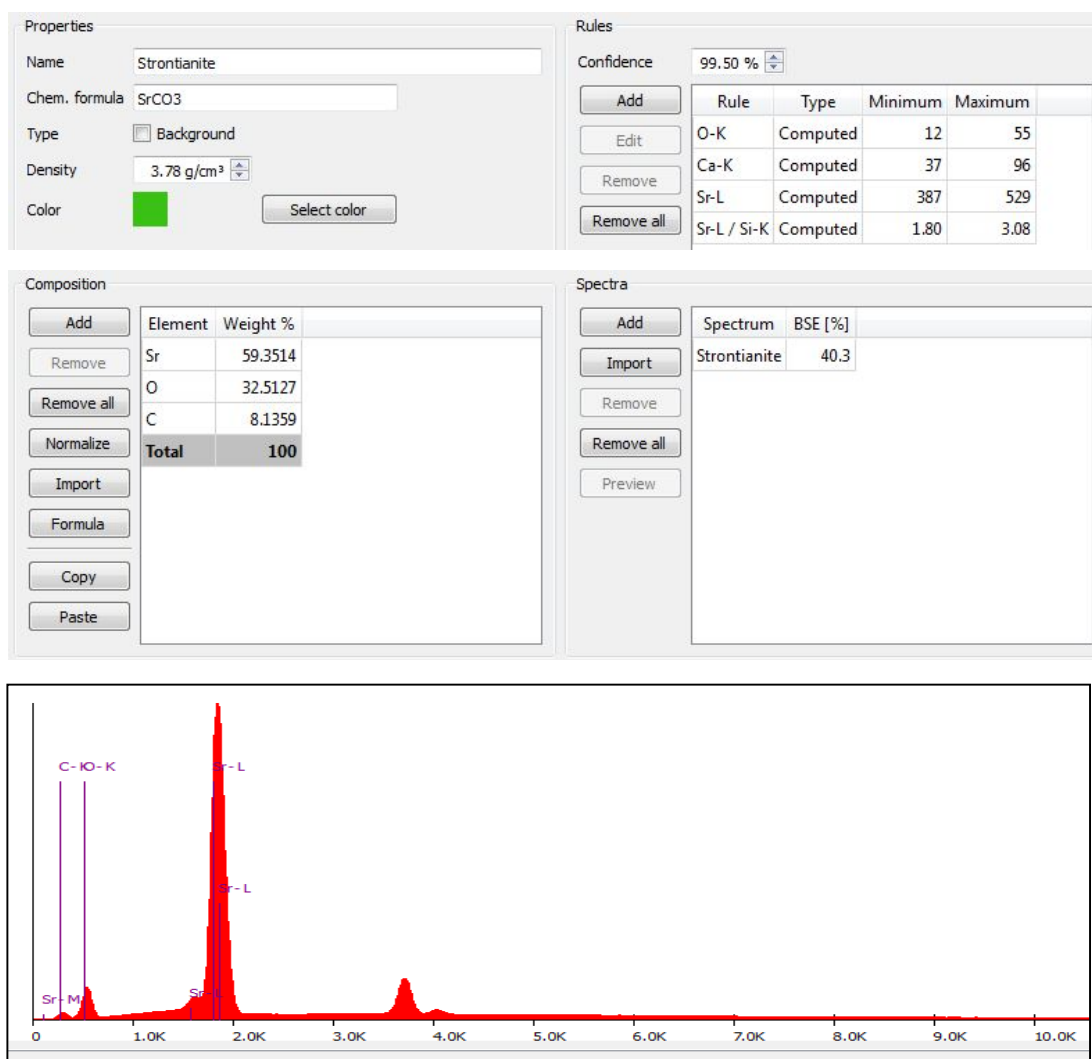 Properties
Name Strontianite
Chem. formula SrCO3
Type Background
Density 3.78 g/cm³
Color Select color
Rules
Confidence 99.50 %
Add
Edit
Remove
Remove all
Rule Type Minimum Maximum
O-K Computed 12 55
Ca-K Computed 37 96
Sr-L Computed 387 529
Sr-L / Si-K Computed 1.80 3.08
Composition
Add
Remove
Remove all
Normalize
Import
Formula
Copy
Paste
Element Weight %
Sr 59.3514
O 32.5127
C 8.1359
Total 100
Spectra
Add
Import
Remove
Remove all
Preview
Spectrum BSE [%]
Strontianite 40.3
C-K O-K Sr-L
Sr-L
Sr-M
0 1.0K 2.0K 3.0K 4.0K 5.0K 6.0K 7.0K 8.0K 9.0K 10.0K